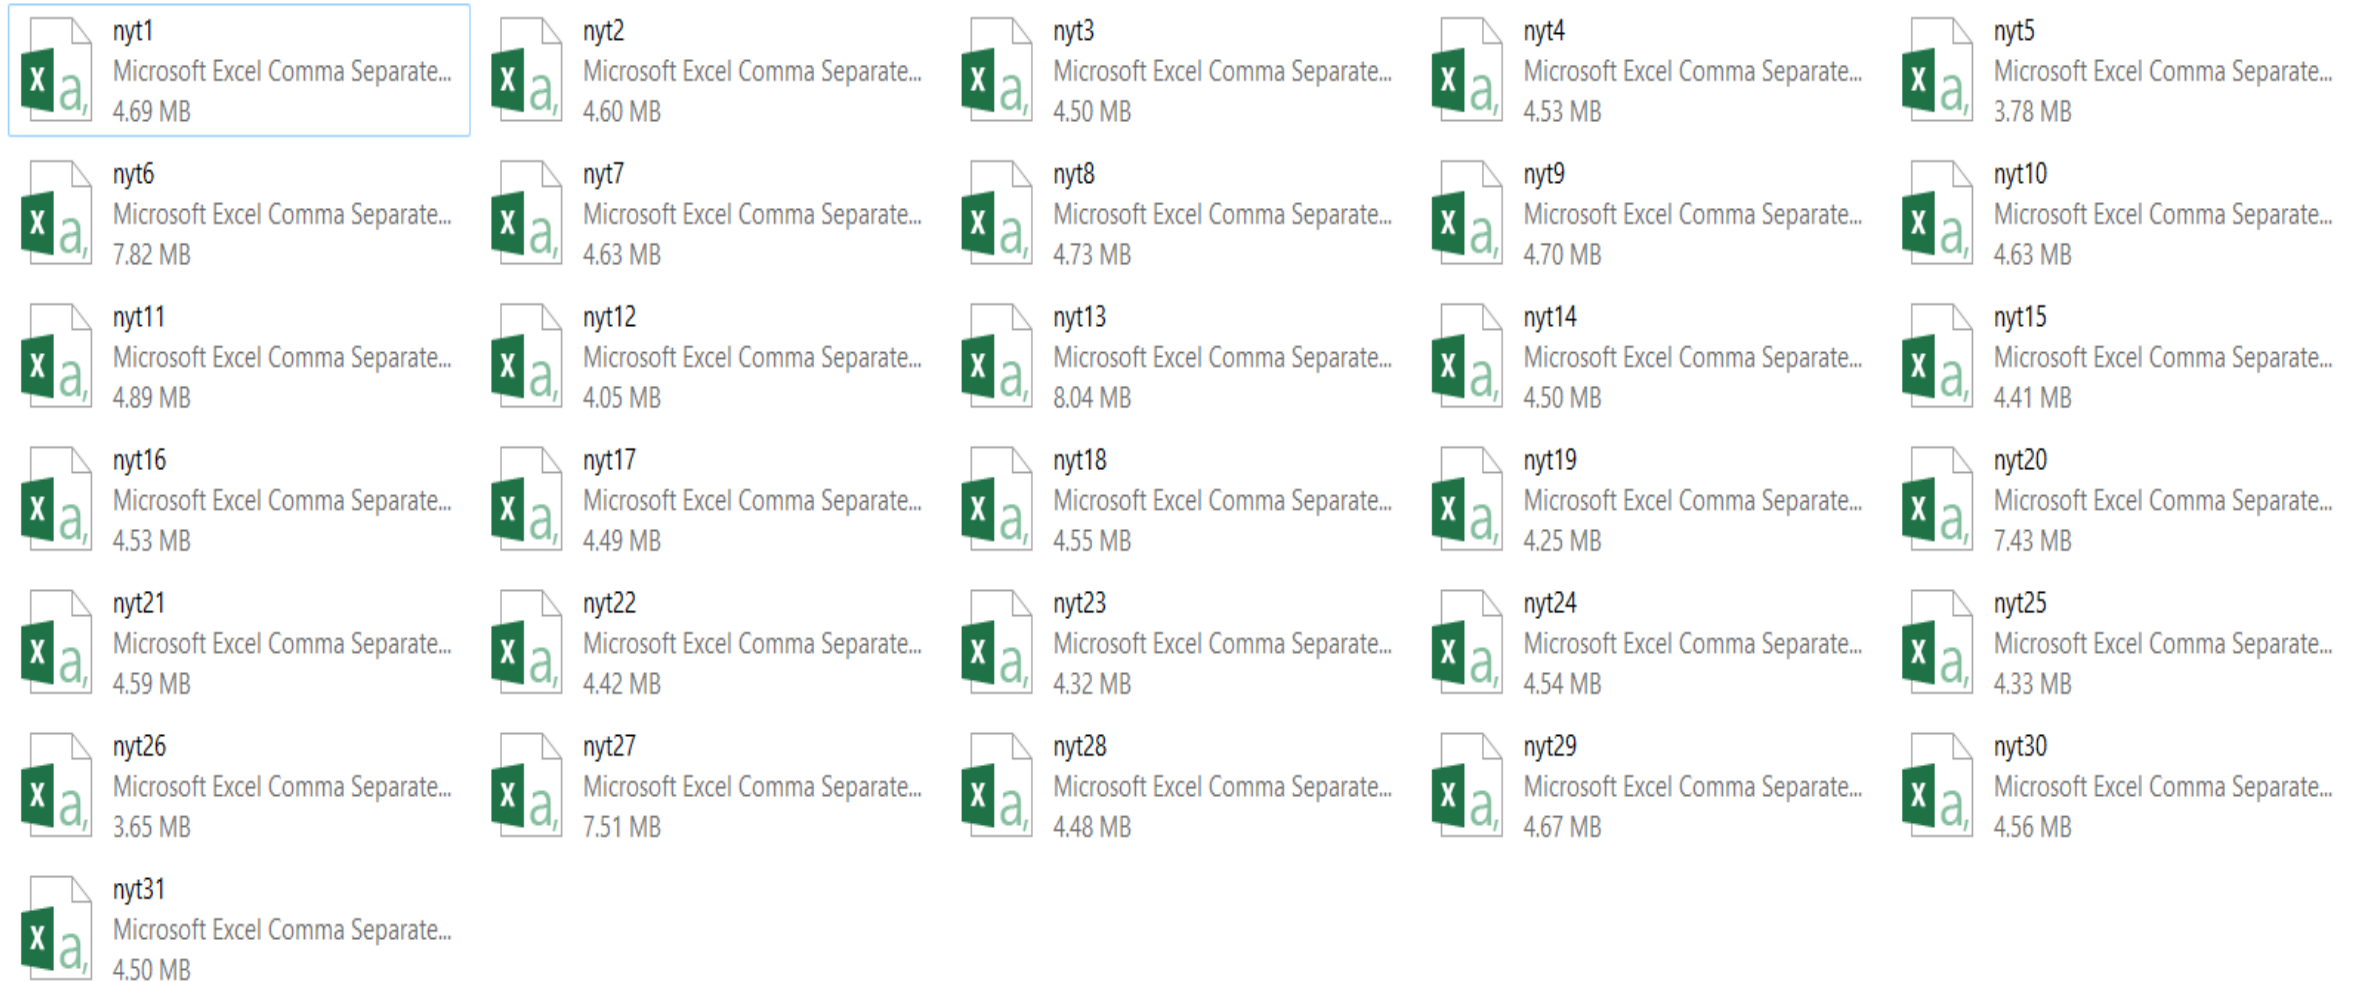 nyt1
Microsoft Excel Comma Separate...
4.69 MB
nyt2
Microsoft Excel Comma Separate...
4.60 MB
nyt3
Microsoft Excel Comma Separate...
4.50 MB
nyt4
Microsoft Excel Comma Separate...
4.53 MB
nyt5
Microsoft Excel Comma Separate...
3.78 MB
nyt6
Microsoft Excel Comma Separate...
7.82 MB
nyt7
Microsoft Excel Comma Separate...
4.63 MB
nyt8
Microsoft Excel Comma Separate...
4.73 MB
nyt9
Microsoft Excel Comma Separate...
4.70 MB
nyt10
Microsoft Excel Comma Separate...
4.63 MB
nyt11
Microsoft Excel Comma Separate...
4.89 MB
nyt12
Microsoft Excel Comma Separate...
4.05 MB
nyt13
Microsoft Excel Comma Separate...
8.04 MB
nyt14
Microsoft Excel Comma Separate...
4.50 MB
nyt15
Microsoft Excel Comma Separate...
4.41 MB
nyt16
Microsoft Excel Comma Separate...
4.53 MB
nyt17
Microsoft Excel Comma Separate...
4.49 MB
nyt18
Microsoft Excel Comma Separate...
4.55 MB
nyt19
Microsoft Excel Comma Separate...
4.25 MB
nyt20
Microsoft Excel Comma Separate...
7.43 MB
nyt21
Microsoft Excel Comma Separate...
4.59 MB
nyt22
Microsoft Excel Comma Separate...
4.42 MB
nyt23
Microsoft Excel Comma Separate...
4.32 MB
nyt24
Microsoft Excel Comma Separate...
4.54 MB
nyt25
Microsoft Excel Comma Separate...
4.33 MB
nyt26
Microsoft Excel Comma Separate...
3.65 MB
nyt27
Microsoft Excel Comma Separate...
7.51 MB
nyt28
Microsoft Excel Comma Separate...
4.48 MB
nyt29
Microsoft Excel Comma Separate...
4.67 MB
nyt30
Microsoft Excel Comma Separate...
4.56 MB
nyt31
Microsoft Excel Comma Separate...
4.50 MB